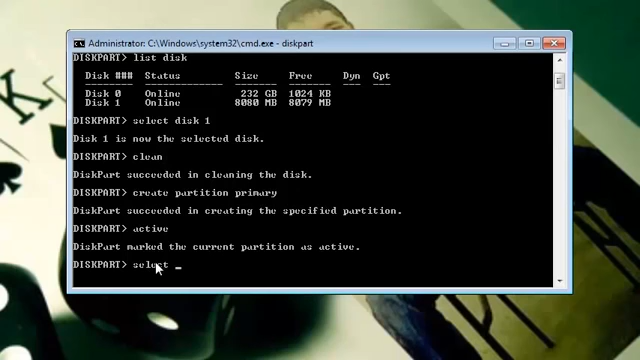 Administrator: C:\Windows\system32\cmd.exe - diskpart
DISKPART> list disk
Disk ### Status Size Free Dyn Gpt
Disk 0 Online 232 GB 1024 KB
Disk 1 Online 8080 MB 8079 MB
DISKPART> select disk 1
Disk 1 is now the selected disk.
DISKPART> clean
DiskPart succeeded in cleaning the disk.
DISKPART> create partition primary
DiskPart succeeded in creating the specified partition.
DISKPART> active
DiskPart marked the current partition as active.
DISKPART> select _